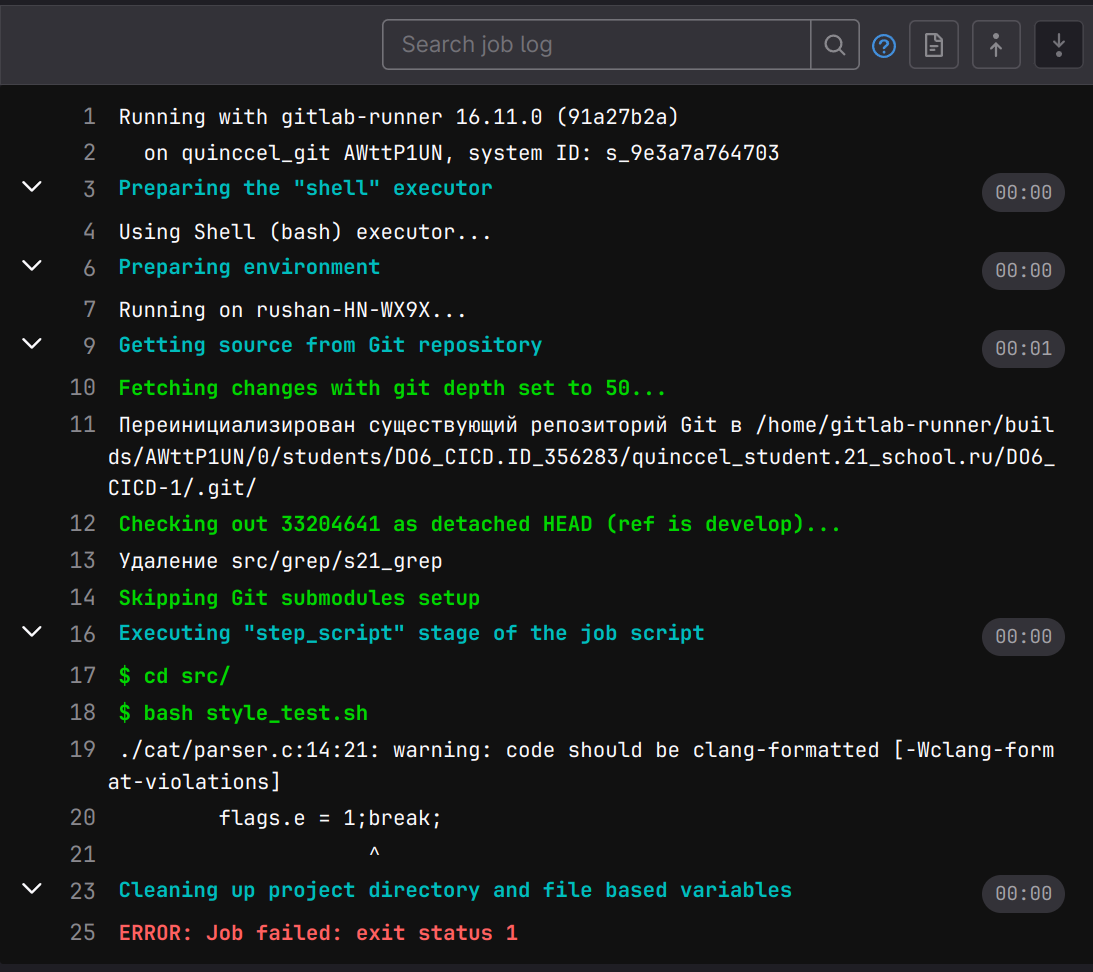 Search job log
1 Running with gitlab-runner 16.11.0 (91a27b2a)
2 on quinccel_git AWttP1UN, system ID: s_9e3a7a764703
3 Preparing the "shell" executor 00:00
4 Using Shell (bash) executor...
6 Preparing environment 00:00
7 Running on rushan-HN-WX9X...
9 Getting source from Git repository 00:01
10 Fetching changes with git depth set to 50...
11 Переинициализирован существующий репозиторий Git в /home/gitlab-runner/buil
ds/AWttP1UN/0/students/DO6_CICD.ID_356283/quinccel_student.21_school.ru/DO6_
CICD-1/.git/
12 Checking out 33204641 as detached HEAD (ref is develop)...
13 Удаление src/grep/s21_grep
14 Skipping Git submodules setup
16 Executing "step_script" stage of the job script 00:00
17 $ cd src/
18 $ bash style_test.sh
19 ./cat/parser.c:14:21: warning: code should be clang-formatted [-Wclang-form
at-violations]
20 flags.e = 1;break;
21 ^
23 Cleaning up project directory and file based variables 00:00
25 ERROR: Job failed: exit status 1